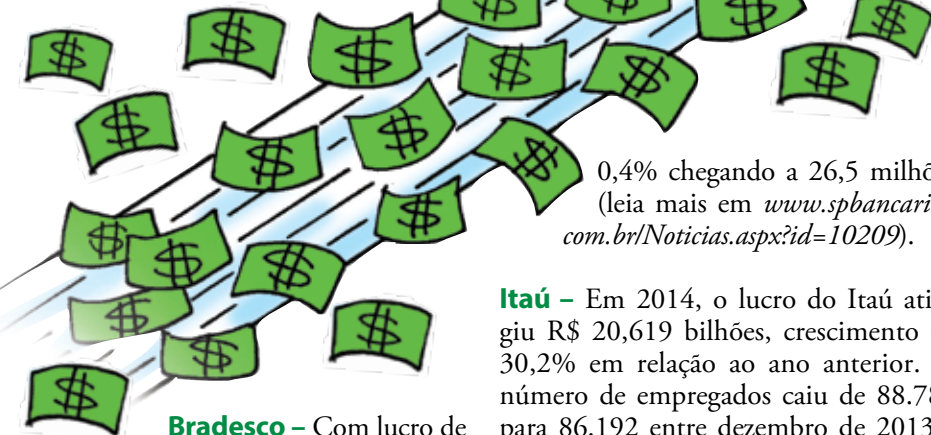 0,4% chegando a 26,5 milhõ
(leia mais em www.spbancari
com.br/Noticias.aspx?id=10209).
Itaú – Em 2014, o lucro do Itaú ati
giu R$ 20,619 bilhões, crescimento
30,2% em relação ao ano anterior.
número de empregados caiu de 88.78
para 86.192 entre dezembro de 2013
Bradesco – Com lucro de